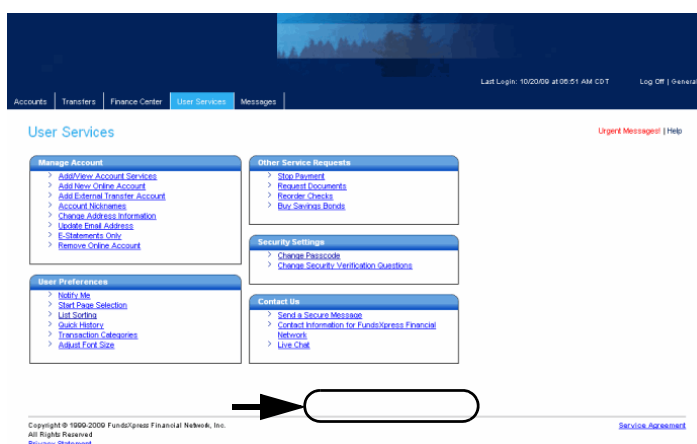 Last Login: 10/20/09 at 06:51 AM CDT Log Off | General
Accounts Transfers Finance Center User Services Messages
User Services
Urgent Messages! | Help
Manage Account
Add/View Account Services
Add New Online Account
Add External Transfer Account
Account Nicknames
Change Address Information
Update Email Address
E-Statements Only
Remove Online Account
User Preferences
Notify Me
Start Page Selection
List Sorting
Quick History
Transaction Categories
Adjust Font Size
Other Service Requests
Stop Payment
Request Documents
Reorder Checks
Buy Savings Bonds
Security Settings
Change Passcode
Change Security Verification Questions
Contact Us
Send a Secure Message
Contact Information for FundsXpress Financial
Network
Live Chat
Copyright © 1999-2009 FundsXpress Financial Network, Inc.
All Rights Reserved
Privacy Statement
Service Agreement